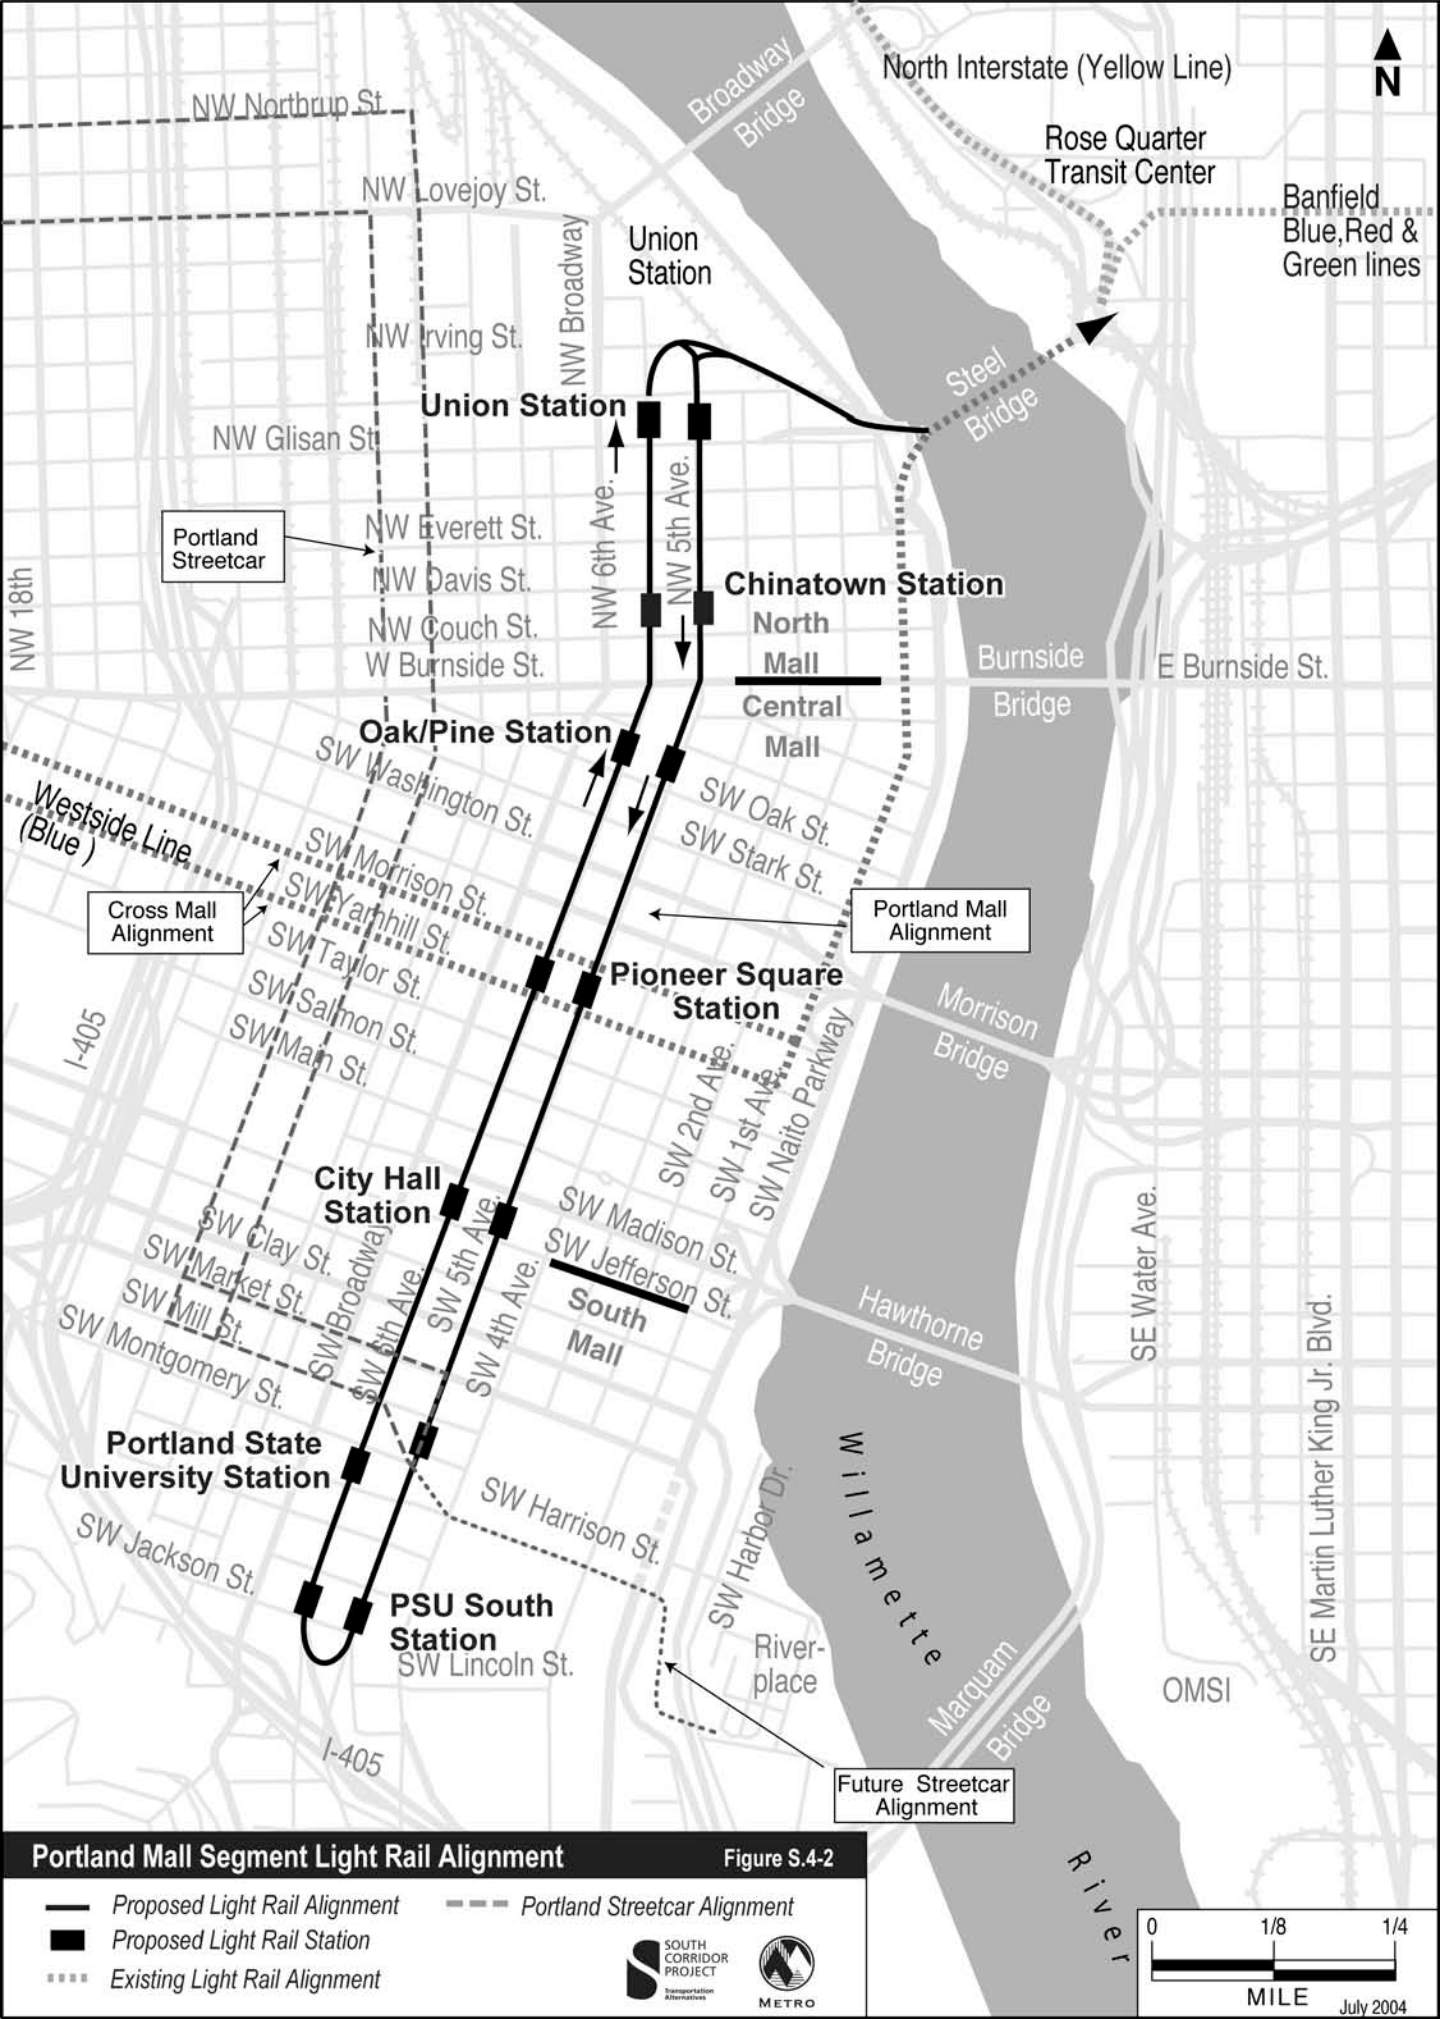 North Interstate (Yellow Line)
N
Broadway
Bridge
NW Northrup St.
Rose Quarter
Transit Center
NW Lovejoy St.
Banfield
Blue,Red &
Green lines
NW Broadway
Union
Station
NW Irving St.
Steel
Bridge
Union Station
NW Glisan St.
NW 6th Ave.
NW 5th Ave.
Portland
Streetcar
NW Everett St.
NW 18th
NW Davis St.
Chinatown Station
NW Couch St.
North
Mall
W Burnside St.
Burnside
Bridge
E Burnside St.
Central
Mall
Oak/Pine Station
SW Washington St.
SW Oak St.
SW Stark St.
Westside Line
(Blue )
SW Morrison St.
SW Yamhill St.
Cross Mall
Alignment
Portland Mall
Alignment
SW Taylor St.
Pioneer Square
Station
SW Salmon St.
SW Main St.
Morrison
Bridge
I-405
SW 2nd Ave.
SW 1st Ave.
SW Naito Parkway
City Hall
Station
SW Madison St.
SW Jefferson St.
SW Clay St.
SW Market St.
SW Mill St.
SW Montgomery St.
SW Broadway
SW 6th Ave.
SW 5th Ave.
SW 4th Ave.
South
Mall
Hawthorne
Bridge
SE Water Ave.
SE Martin Luther King Jr. Blvd.
Portland State
University Station
Willamette
SW Harrison St.
SW Harbor Dr.
SW Jackson St.
PSU South
Station
SW Lincoln St.
River-
place
Marquam
Bridge
OMSI
I-405
Future Streetcar
Alignment
River
Portland Mall Segment Light Rail Alignment
Figure S.4-2
Proposed Light Rail Alignment
Portland Streetcar Alignment
Proposed Light Rail Station
Existing Light Rail Alignment
SOUTH
CORRIDOR
PROJECT
Transportation
Alternatives
METRO
0 1/8 1/4
MILE
July 2004